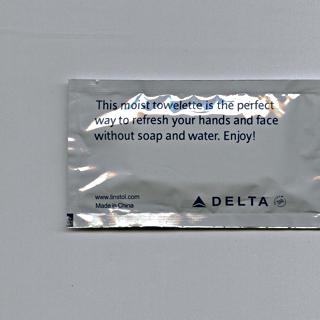 This moist towelette is the perfect
way to refresh your hands and face
without soap and water. Enjoy!
www.tinstol.com
Made in China
DELTA